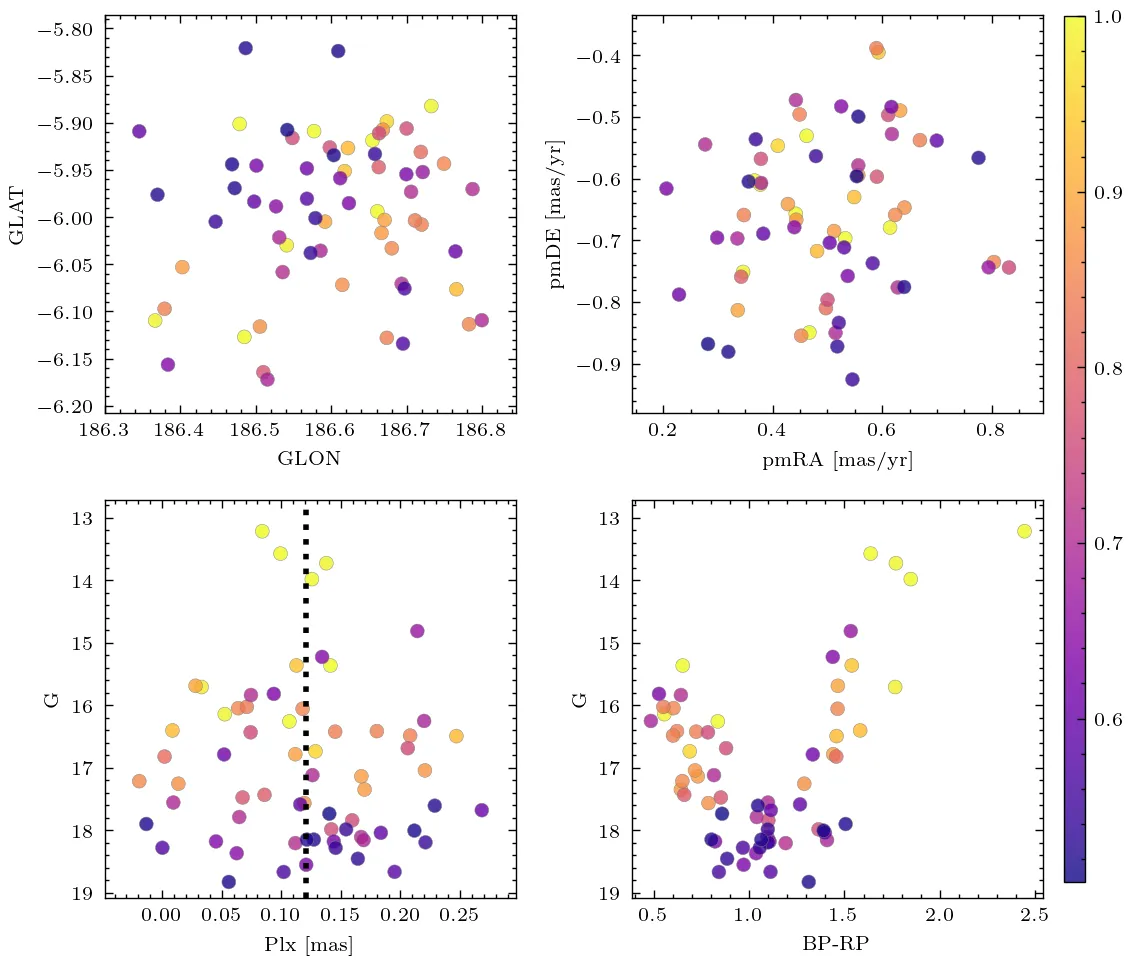 −5.80
−5.85
−5.90
−5.95
−6.00
−6.05
−6.10
−6.15
−6.20
GLAT
186.3 186.4 186.5 186.6 186.7 186.8
GLON
−0.4
−0.5
−0.6
−0.7
−0.8
−0.9
pmDE [mas/yr]
0.2 0.4 0.6 0.8
pmRA [mas/yr]
1.0
0.9
0.8
0.7
0.6
13
14
15
16
17
18
19
G
0.00 0.05 0.10 0.15 0.20 0.25
Plx [mas]
13
14
15
16
17
18
19
G
0.5 1.0 1.5 2.0 2.5
BP-RP